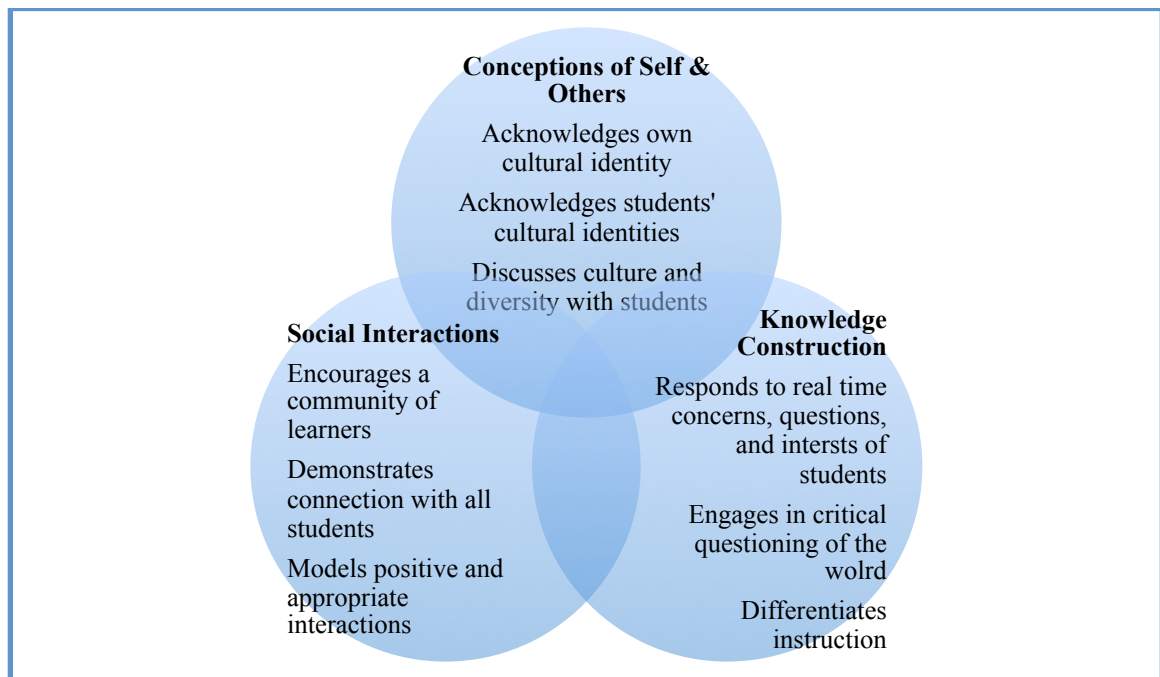 Conceptions of Self &
Others
Acknowledges own
cultural identity
Acknowledges students'
cultural identities
Discusses culture and
diversity with students
Social Interactions
Encourages a
community of
learners
Demonstrates
connection with all
students
Models positive and
appropriate
interactions
Knowledge
Construction
Responds to real time
concerns, questions,
and intersts of
students
Engages in critical
questioning of the
wolrd
Differentiates
instruction